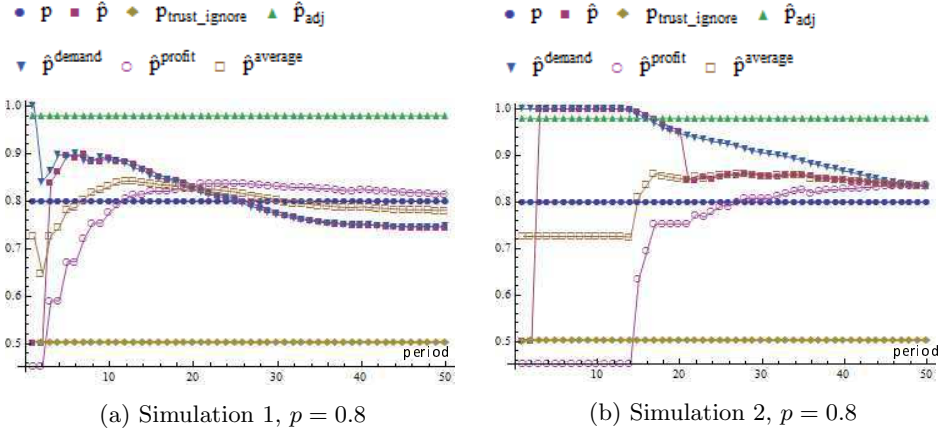 p p̂ p_trust_ignore p̂_adj
p̂^demand p̂^profit p̂^average
1.0
0.9
0.8
0.7
0.6
0.5
period
10 20 30 40 50
(a) Simulation 1, p = 0.8
p p̂ p_trust_ignore p̂_adj
p̂^demand p̂^profit p̂^average
1.0
0.9
0.8
0.7
0.6
0.5
period
10 20 30 40 50
(b) Simulation 2, p = 0.8